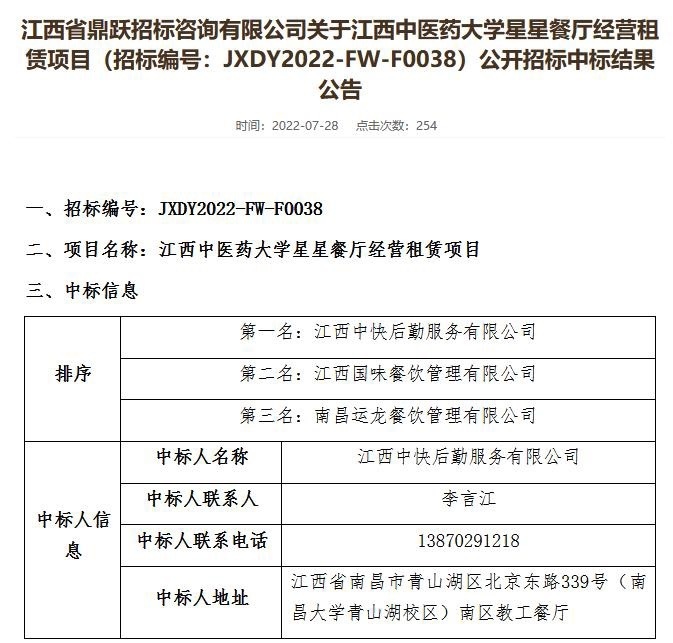 江西省鼎跃招标咨询有限公司关于江西中医药大学星星餐厅经营租
赁项目（招标编号：JXDY2022-FW-F0038）公开招标中标结果
公告
时间：2022-07-28 点击次数：254
一、招标编号：JXDY2022-FW-F0038
二、项目名称：江西中医药大学星星餐厅经营租赁项目
三、中标信息
排序
第一名：江西中快后勤服务有限公司
第二名：江西国味餐饮管理有限公司
第三名：南昌运龙餐饮管理有限公司
中标人信
息
中标人名称 江西中快后勤服务有限公司
中标人联系人 李言江
中标人联系电话 13870291218
中标人地址
江西省南昌市青山湖区北京东路339号（南
昌大学青山湖校区）南区教工餐厅